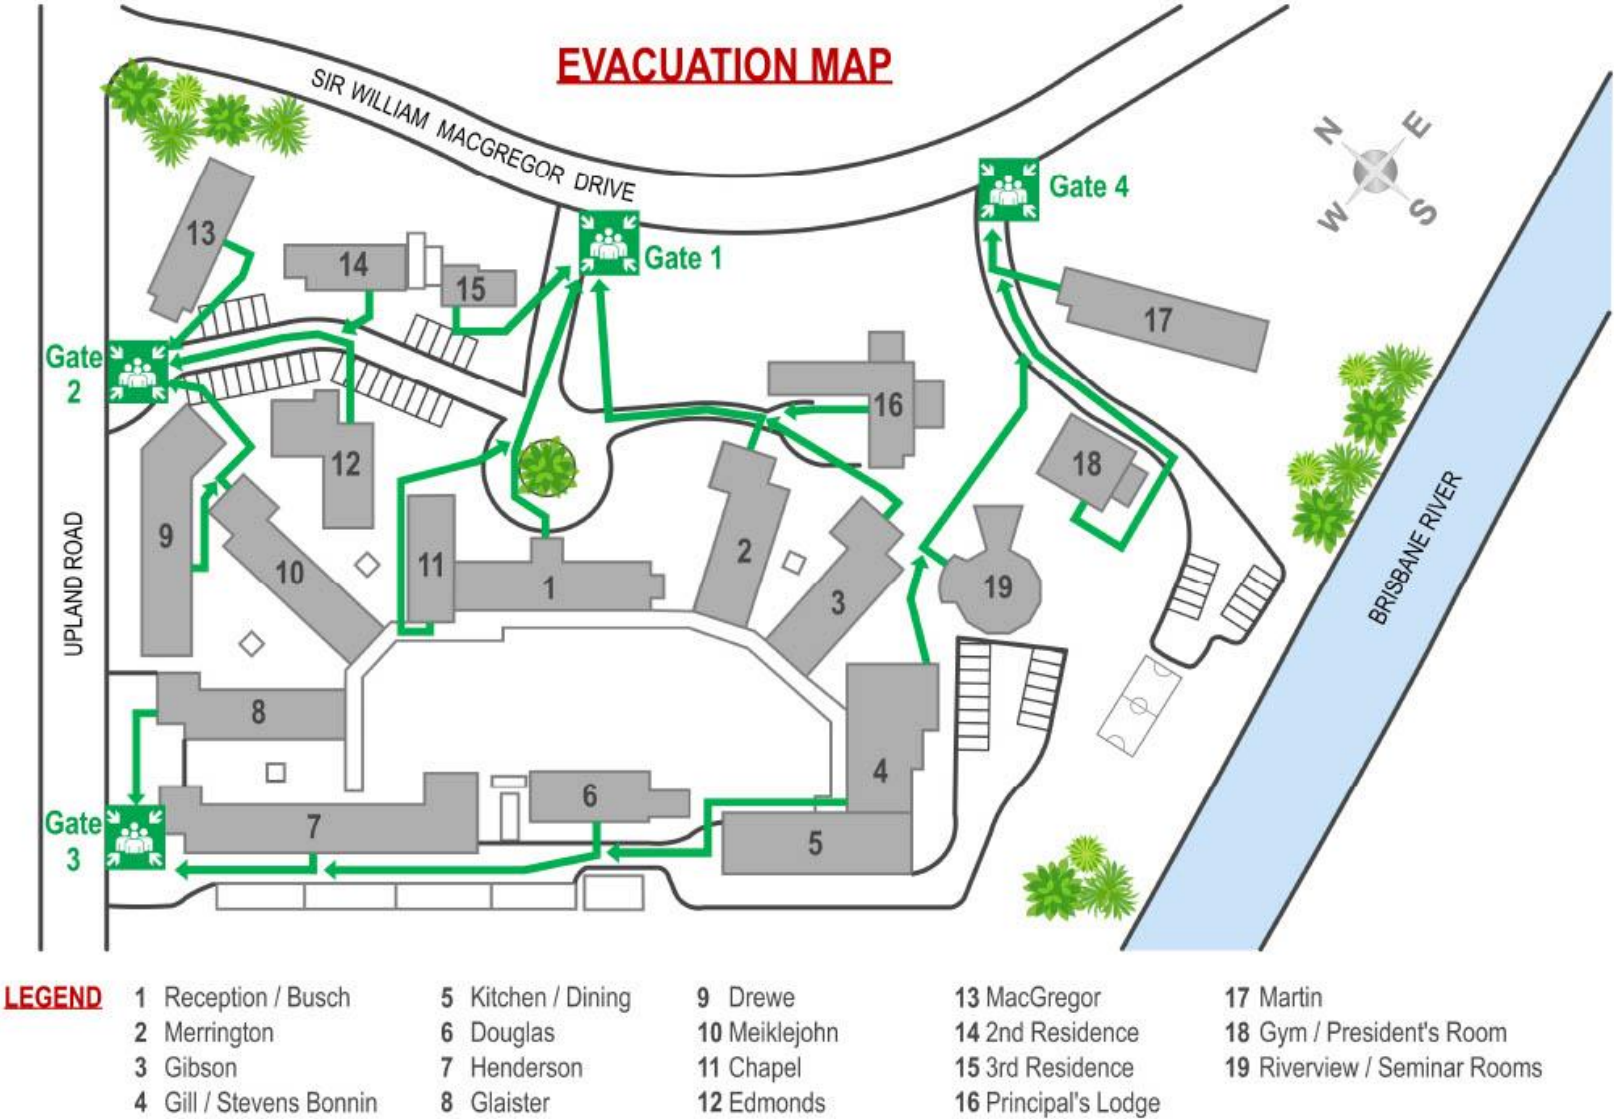 EVACUATION MAP
SIR WILLIAM MACGREGOR DRIVE
N
E
W
S
Gate 4
Gate 1
13
14
15
17
Gate
2
16
12
18
9
10
11
1
2
3
19
UPLAND ROAD
BRISBANE RIVER
8
4
6
7
5
Gate
3
LEGEND
1 Reception / Busch
2 Merrington
3 Gibson
4 Gill / Stevens Bonnin
5 Kitchen / Dining
6 Douglas
7 Henderson
8 Glaister
9 Drewe
10 Meiklejohn
11 Chapel
12 Edmonds
13 MacGregor
14 2nd Residence
15 3rd Residence
16 Principal's Lodge
17 Martin
18 Gym / President's Room
19 Riverview / Seminar Rooms